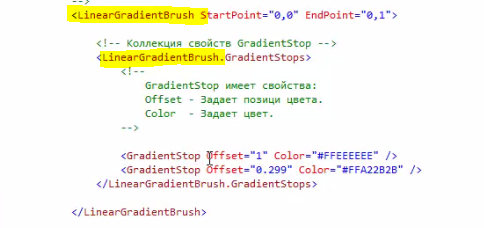 -->
<LinearGradientBrush StartPoint="0,0" EndPoint="0,1">
<!-- Коллекция свойств GradientStop -->
<LinearGradientBrush.GradientStops>
<!--
GradientStop имеет свойства:
Offset - Задает позици цвета.
Color - Задает цвет.
-->
<GradientStop Offset="1" Color="#FFEEEEEE" />
<GradientStop Offset="0.299" Color="#FFA22B2B" />
</LinearGradientBrush.GradientStops>
</LinearGradientBrush>